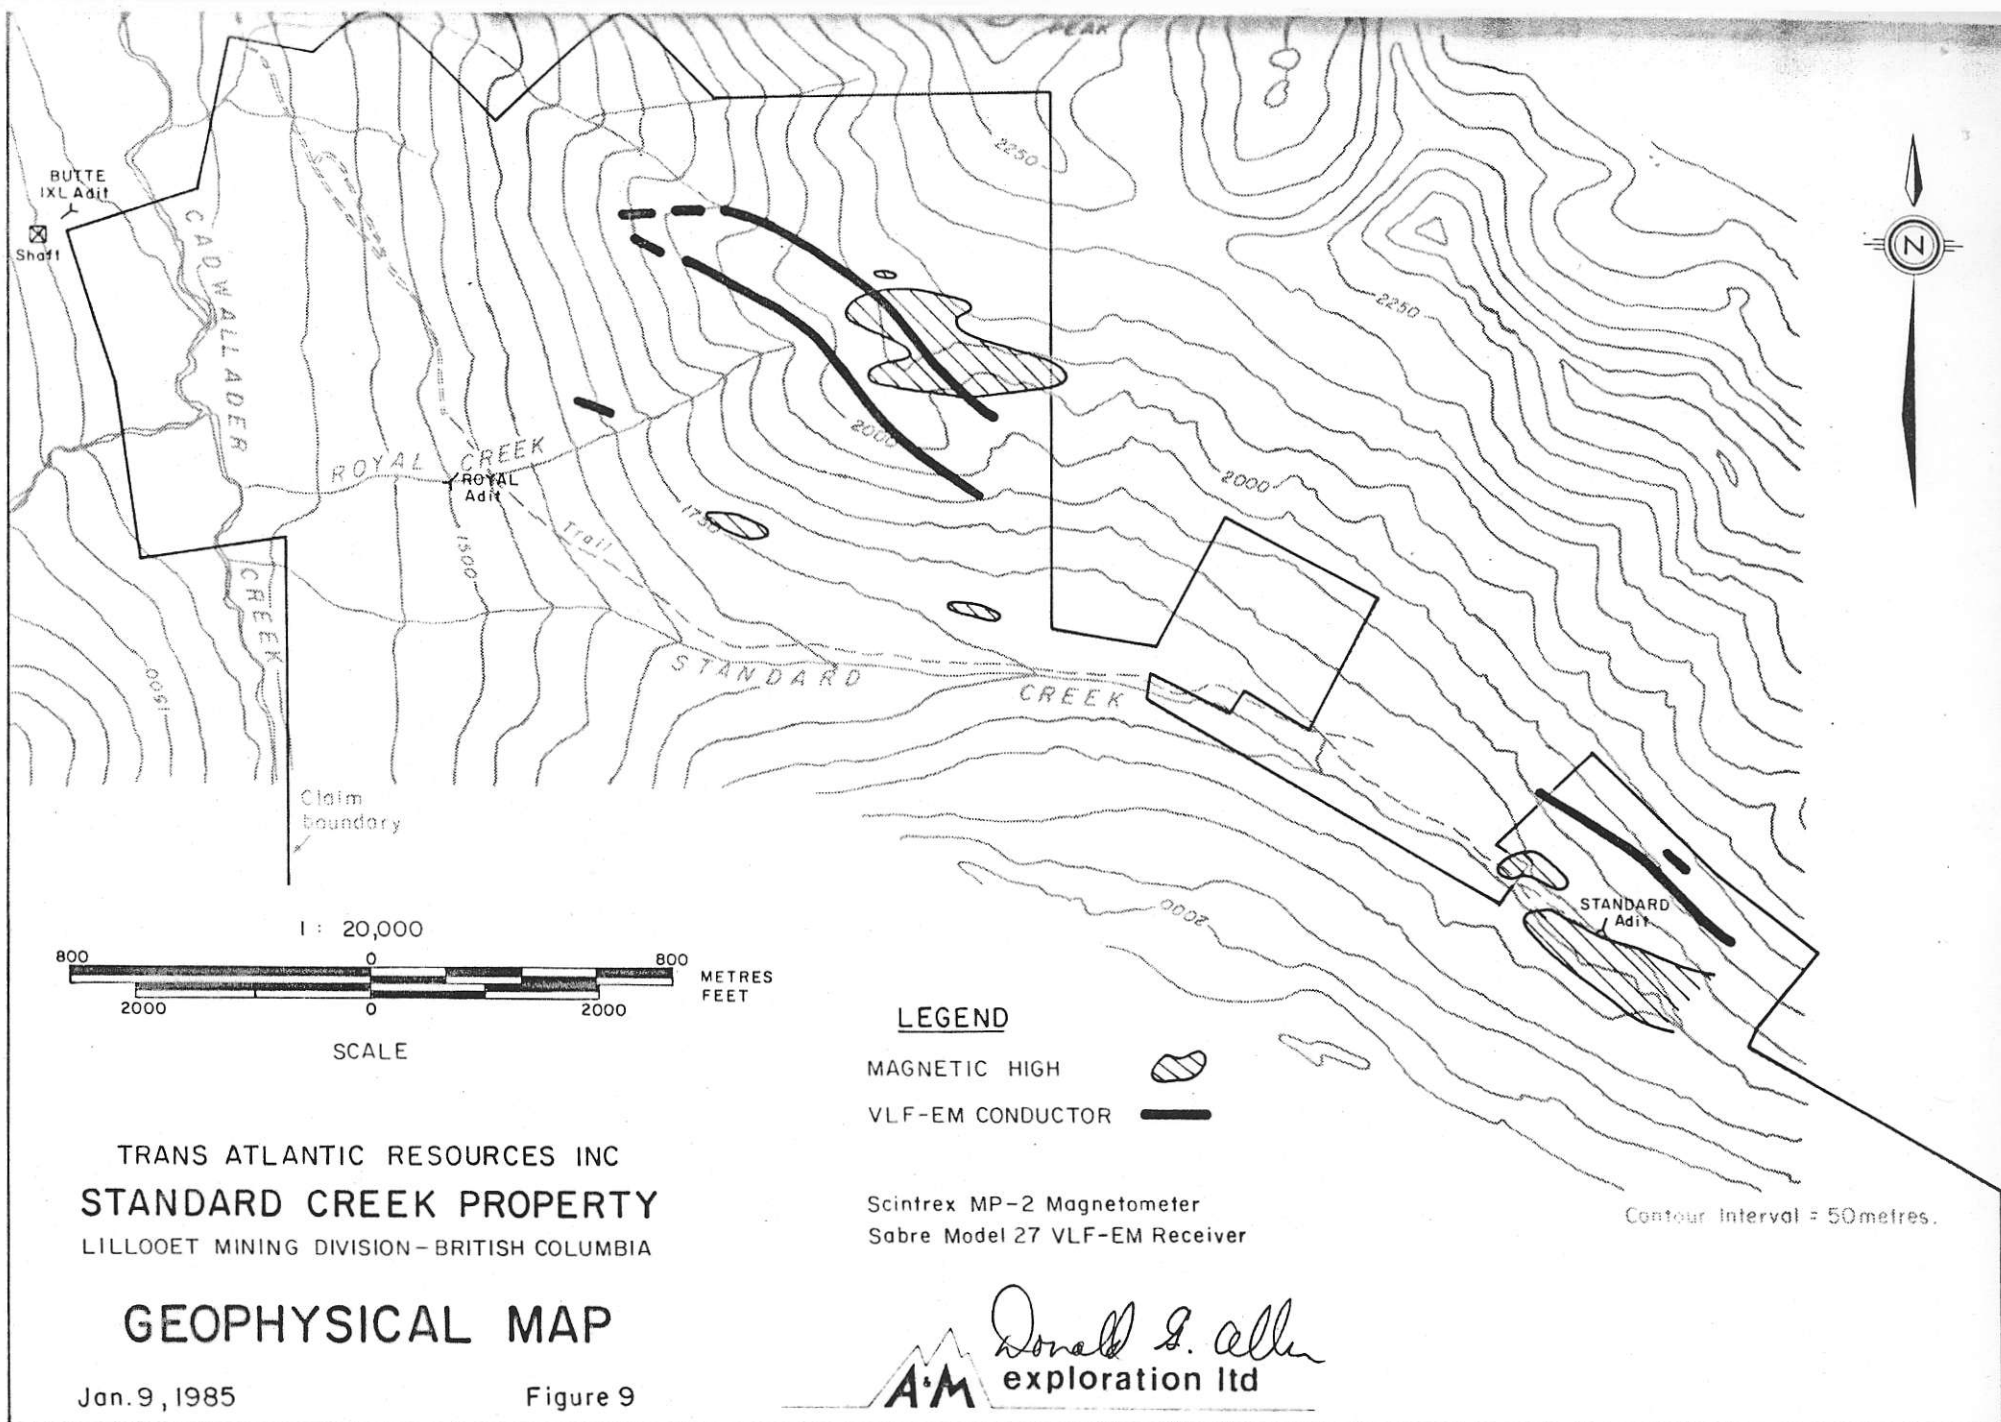 PEAK
2250
BUTTE
IXL Adit
Shaft
CADWALLADER
CREEK
2250
ROYAL CREEK
ROYAL
Adit
2000
2000
1750
Trail
1500
1500
STANDARD
CREEK
Claim
boundary
STANDARD
Adit
2000
N
1 : 20,000
800 0 800
METRES
FEET
2000 0 2000
SCALE
LEGEND
MAGNETIC HIGH
VLF-EM CONDUCTOR
TRANS ATLANTIC RESOURCES INC
STANDARD CREEK PROPERTY
LILLOOET MINING DIVISION-BRITISH COLUMBIA
GEOPHYSICAL MAP
Jan. 9, 1985
Figure 9
Scintrex MP-2 Magnetometer
Sabre Model 27 VLF-EM Receiver
Contour Interval = 50metres.
Donald G. Allen
A&M exploration ltd